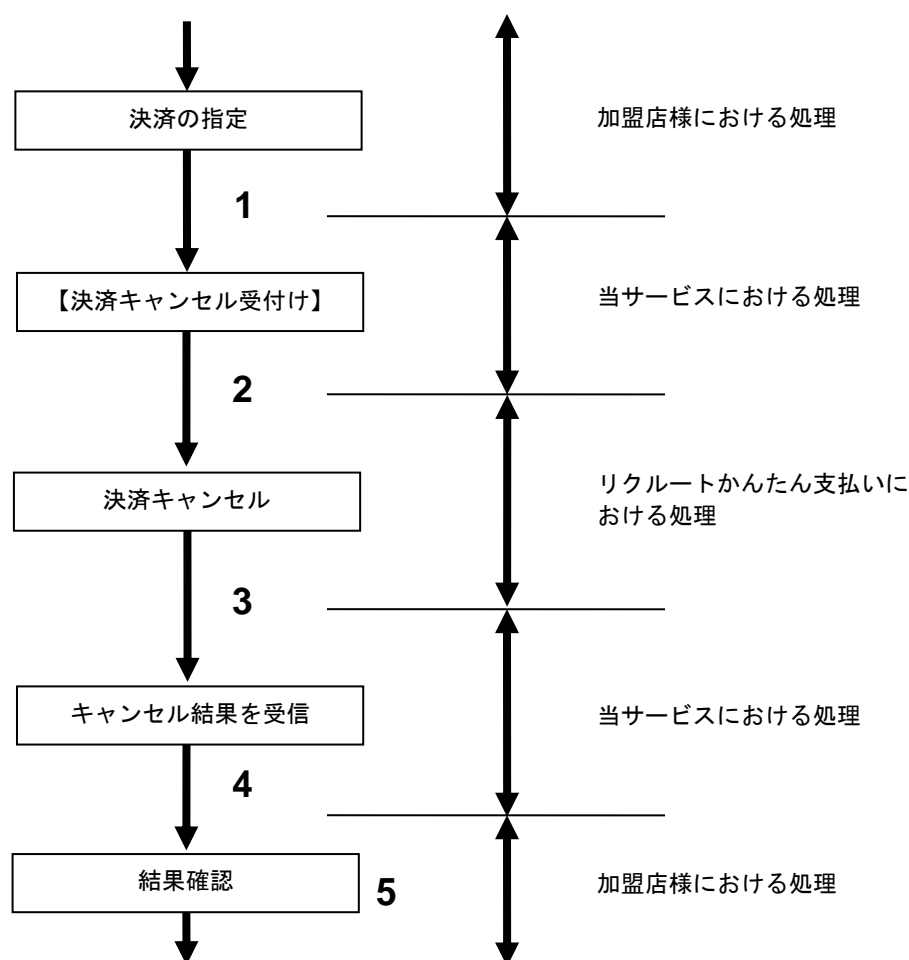 決済の指定
加盟店様における処理
1
【決済キャンセル受付け】
当サービスにおける処理
2
決済キャンセル
リクルートかんたん支払いに
おける処理
3
キャンセル結果を受信
当サービスにおける処理
4
結果確認
5
加盟店様における処理